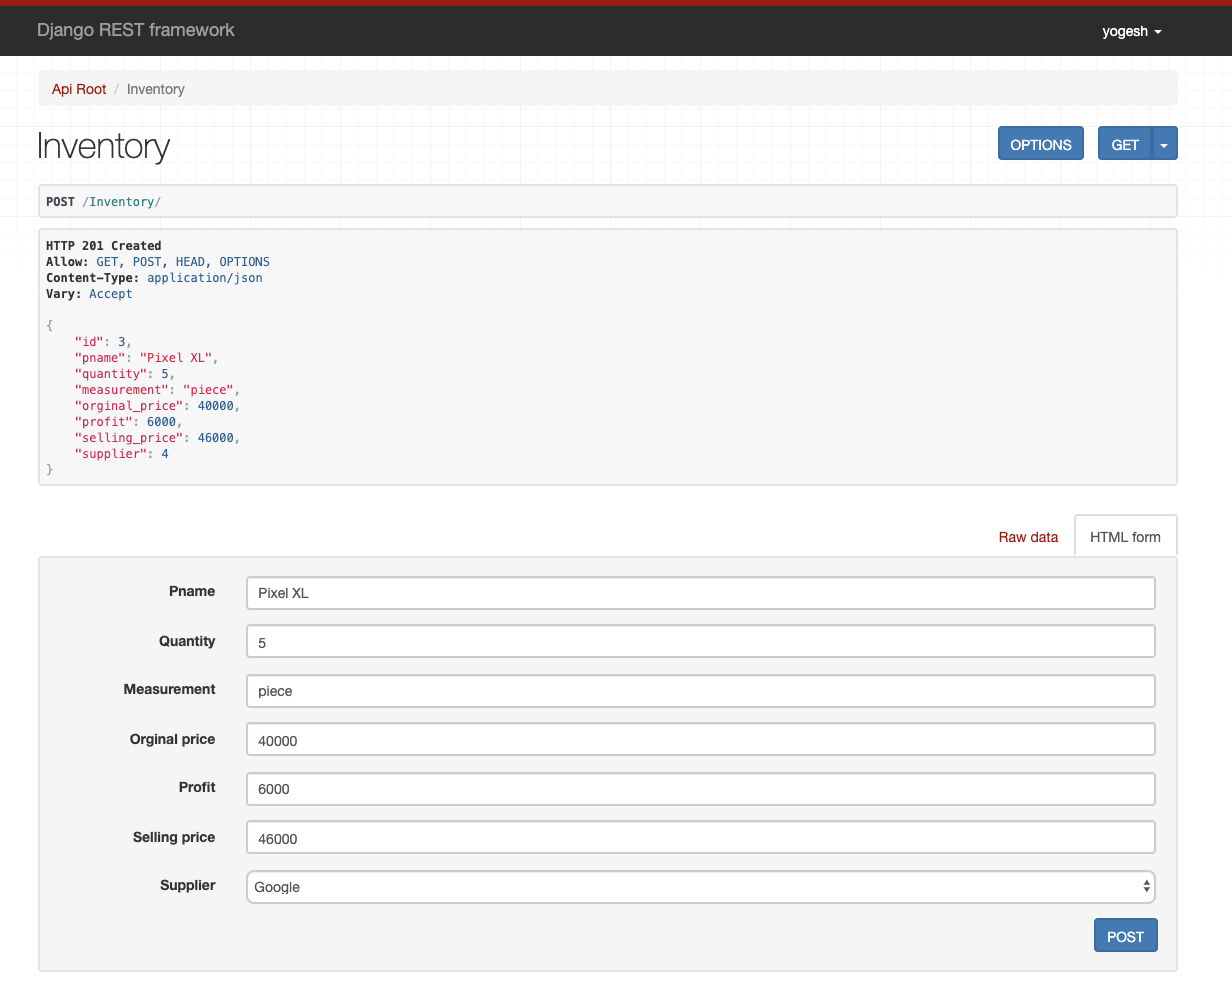 Django REST framework
yogesh
Api Root / Inventory
Inventory
OPTIONS
GET
POST /Inventory/
HTTP 201 Created
Allow: GET, POST, HEAD, OPTIONS
Content-Type: application/json
Vary: Accept
{
    "id": 3,
    "pname": "Pixel XL",
    "quantity": 5,
    "measurement": "piece",
    "orginal_price": 40000,
    "profit": 6000,
    "selling_price": 46000,
    "supplier": 4
}
Raw data
HTML form
Pname Pixel XL
Quantity 5
Measurement piece
Orginal price 40000
Profit 6000
Selling price 46000
Supplier Google
POST